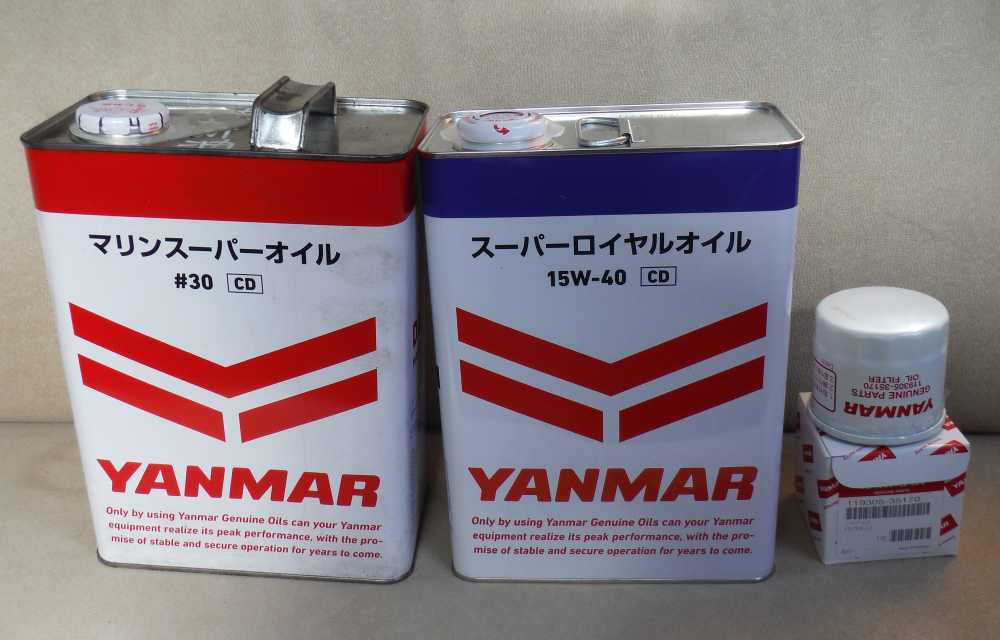 マリンスーパーオイル
#30 CD
YANMAR
Only by using Yanmar Genuine Oils can your Yanmar
equipment realize its peak performance, with the pro-
mise of stable and secure operation for years to come.
スーパーロイヤルオイル
15W-40 CD
YANMAR
Only by using Yanmar Genuine Oils can your Yanmar
equipment realize its peak performance, with the pro-
mise of stable and secure operation for years to come.
YANMAR
GENUINE PARTS
119305-35170
OIL FILTER
119305-35170